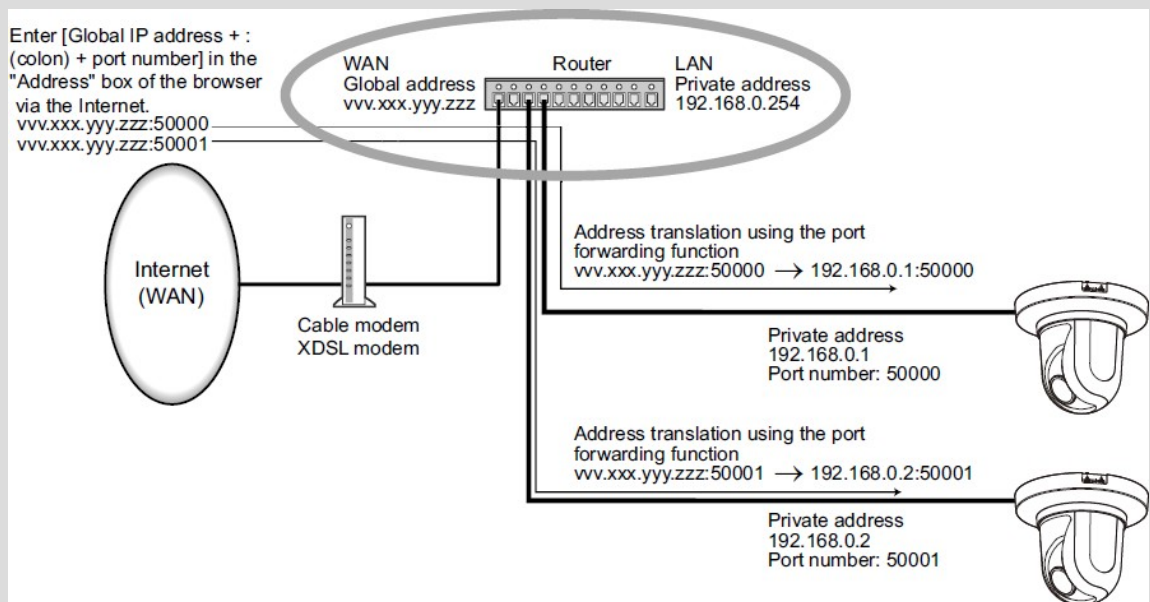 Enter [Global IP address + :
(colon) + port number] in the
"Address" box of the browser
via the Internet.
vvv.xxx.yyy.zzz:50000
vvv.xxx.yyy.zzz:50001
WAN
Global address
vvv.xxx.yyy.zzz
Router
LAN
Private address
192.168.0.254
Internet
(WAN)
Cable modem
XDSL modem
Address translation using the port
forwarding function
vvv.xxx.yyy.zzz:50000 → 192.168.0.1:50000
Private address
192.168.0.1
Port number: 50000
Address translation using the port
forwarding function
vvv.xxx.yyy.zzz:50001 → 192.168.0.2:50001
Private address
192.168.0.2
Port number: 50001